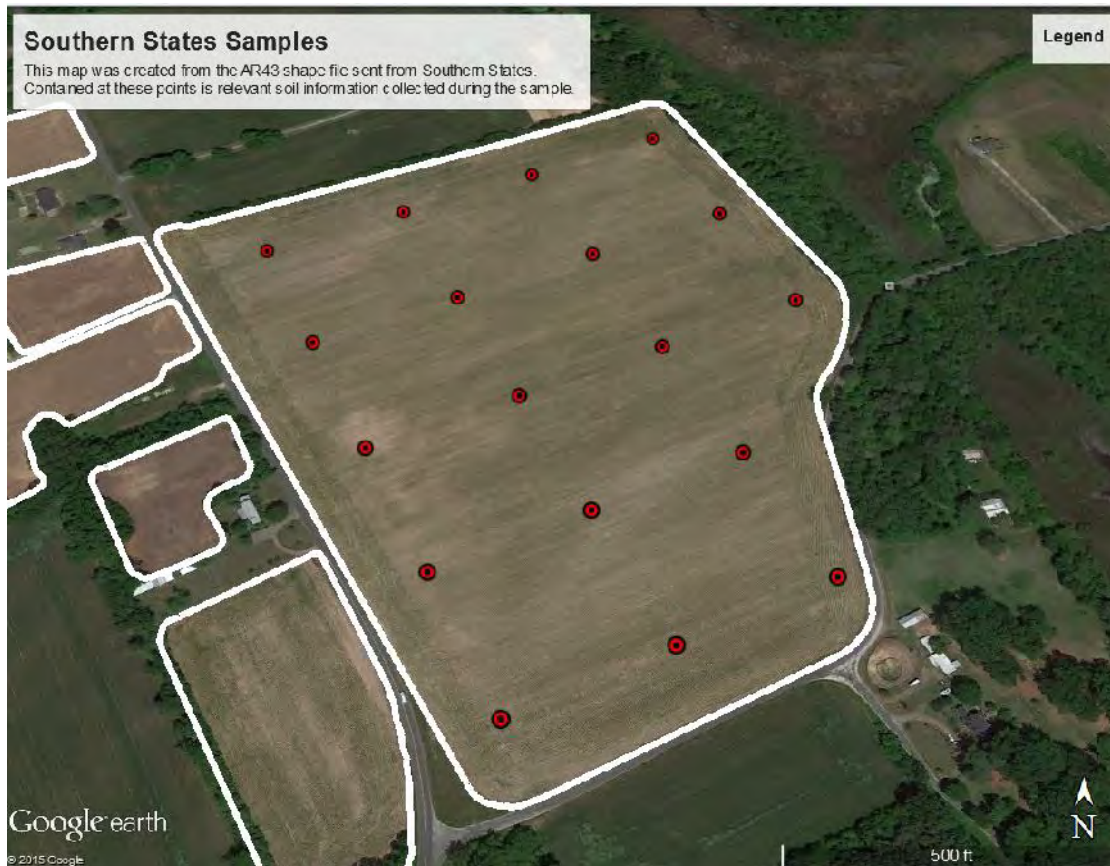 Southern States Samples
Legend
This map was created from the AR43 shape file sent from Southern States.
Contained at these points is relevant soil information collected during the sample.
N
Google earth
500 ft
© 2015 Google